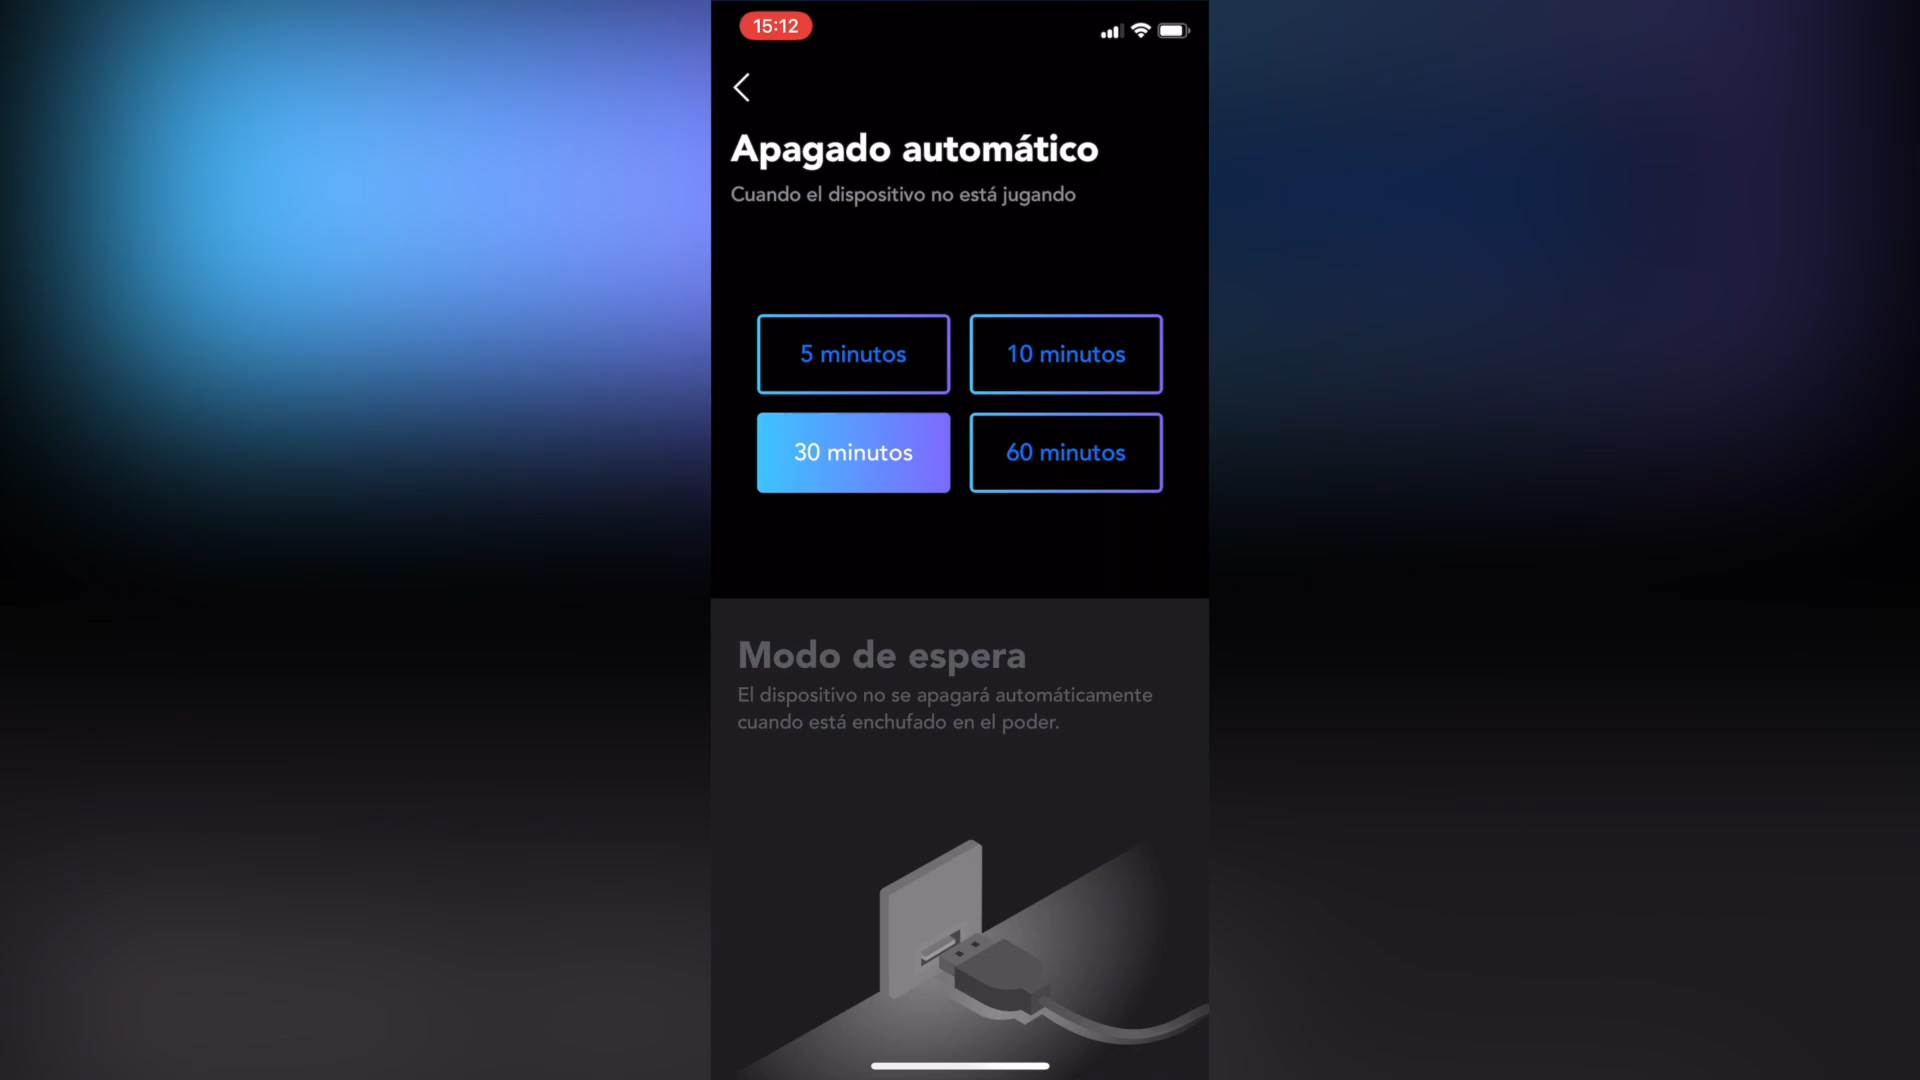 15:12
Apagado automático
Cuando el dispositivo no está jugando
5 minutos
10 minutos
30 minutos
60 minutos
Modo de espera
El dispositivo no se apagará automáticamente
cuando está enchufado en el poder.